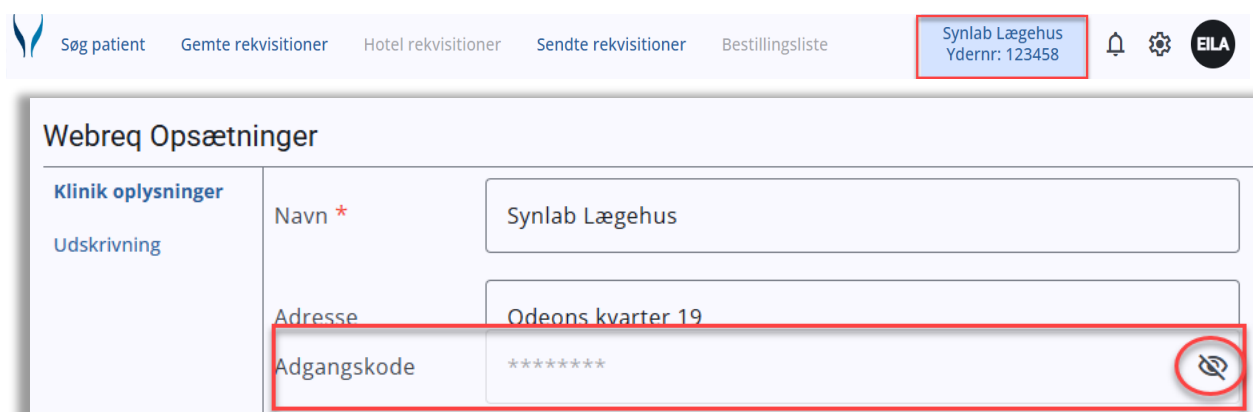 Søg patient Gemte rekvisitioner Hotel rekvisitioner Sendte rekvisitioner Bestillingsliste Synlab Lægehus
Ydernr: 123458
EILA
Webreq Opsætninger
Klinik oplysninger
Udskrivning
Navn * Synlab Lægehus
Adresse Odeons kvarter 19
Adgangskode ********